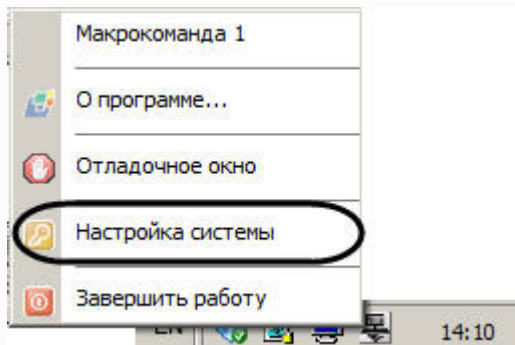 Макрокоманда 1
О программе...
Отладочное окно
Настройка системы
Завершить работу
EN
14:10